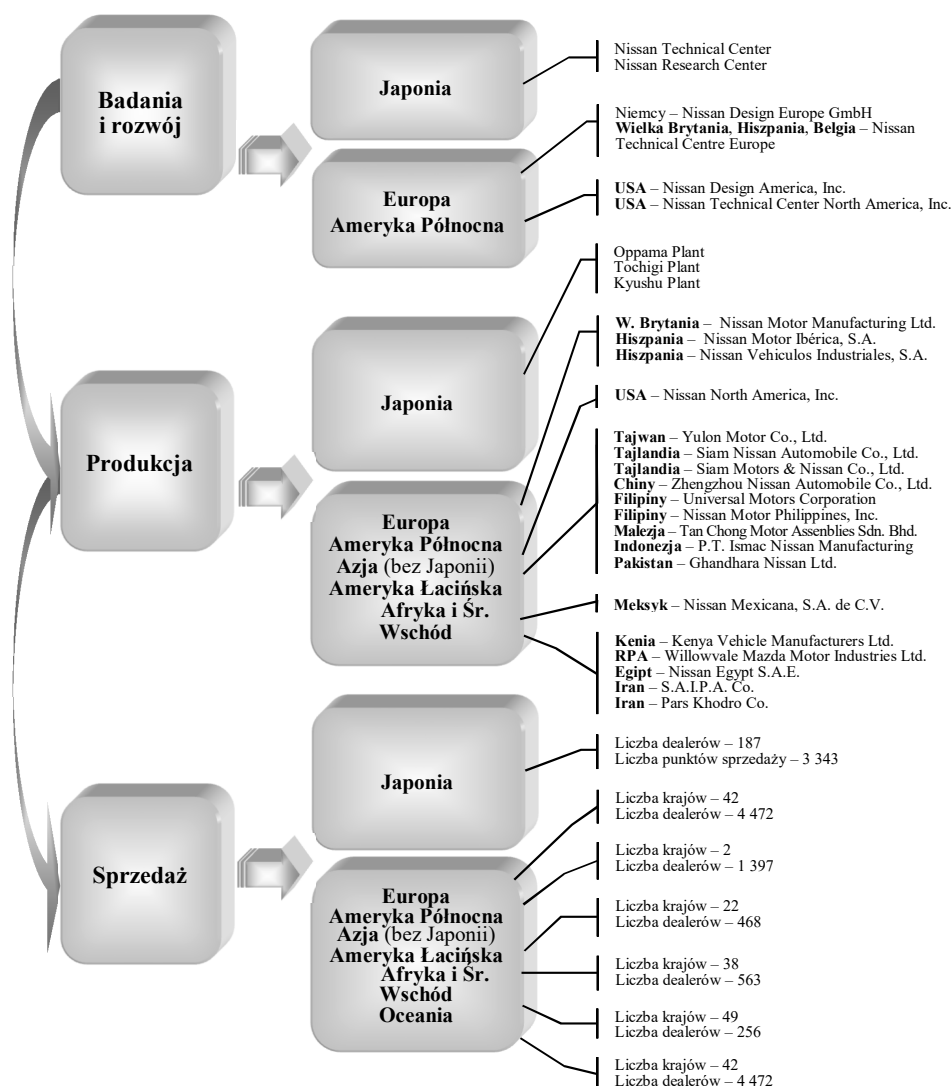 Badania
i rozwój
Japonia
Nissan Technical Center
Nissan Research Center
Europa
Ameryka Północna
Niemcy – Nissan Design Europe GmbH
Wielka Brytania, Hiszpania, Belgia – Nissan
Technical Centre Europe
USA – Nissan Design America, Inc.
USA – Nissan Technical Center North America, Inc.
Produkcja
Japonia
Oppama Plant
Tochigi Plant
Kyushu Plant
Europa
Ameryka Północna
Azja (bez Japonii)
Ameryka Łacińska
Afryka i Śr.
Wschód
W. Brytania – Nissan Motor Manufacturing Ltd.
Hiszpania – Nissan Motor Ibérica, S.A.
Hiszpania – Nissan Vehiculos Industriales, S.A.
USA – Nissan North America, Inc.
Tajwan – Yulon Motor Co., Ltd.
Tajlandia – Siam Nissan Automobile Co., Ltd.
Tajlandia – Siam Motors & Nissan Co., Ltd.
Chiny – Zhengzhou Nissan Automobile Co., Ltd.
Filipiny – Universal Motors Corporation
Filipiny – Nissan Motor Philippines, Inc.
Malezja – Tan Chong Motor Assenblies Sdn. Bhd.
Indonezja – P.T. Ismac Nissan Manufacturing
Pakistan – Ghandhara Nissan Ltd.
Meksyk – Nissan Mexicana, S.A. de C.V.
Kenia – Kenya Vehicle Manufacturers Ltd.
RPA – Willowvale Mazda Motor Industries Ltd.
Egipt – Nissan Egypt S.A.E.
Iran – S.A.I.P.A. Co.
Iran – Pars Khodro Co.
Sprzedaż
Japonia
Liczba dealerów – 187
Liczba punktów sprzedaży – 3 343
Europa
Ameryka Północna
Azja (bez Japonii)
Ameryka Łacińska
Afryka i Śr.
Wschód
Oceania
Liczba krajów – 42
Liczba dealerów – 4 472
Liczba krajów – 2
Liczba dealerów – 1 397
Liczba krajów – 22
Liczba dealerów – 468
Liczba krajów – 38
Liczba dealerów – 563
Liczba krajów – 49
Liczba dealerów – 256
Liczba krajów – 42
Liczba dealerów – 4 472